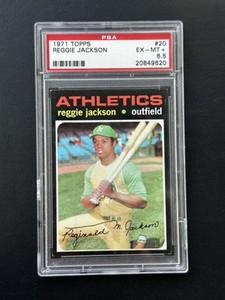 PSA
1971 TOPPS #20
REGGIE JACKSON EX-MT +
6.5
20849620
ATHLETICS
reggie jackson • outfield
Reginald M. Jackson